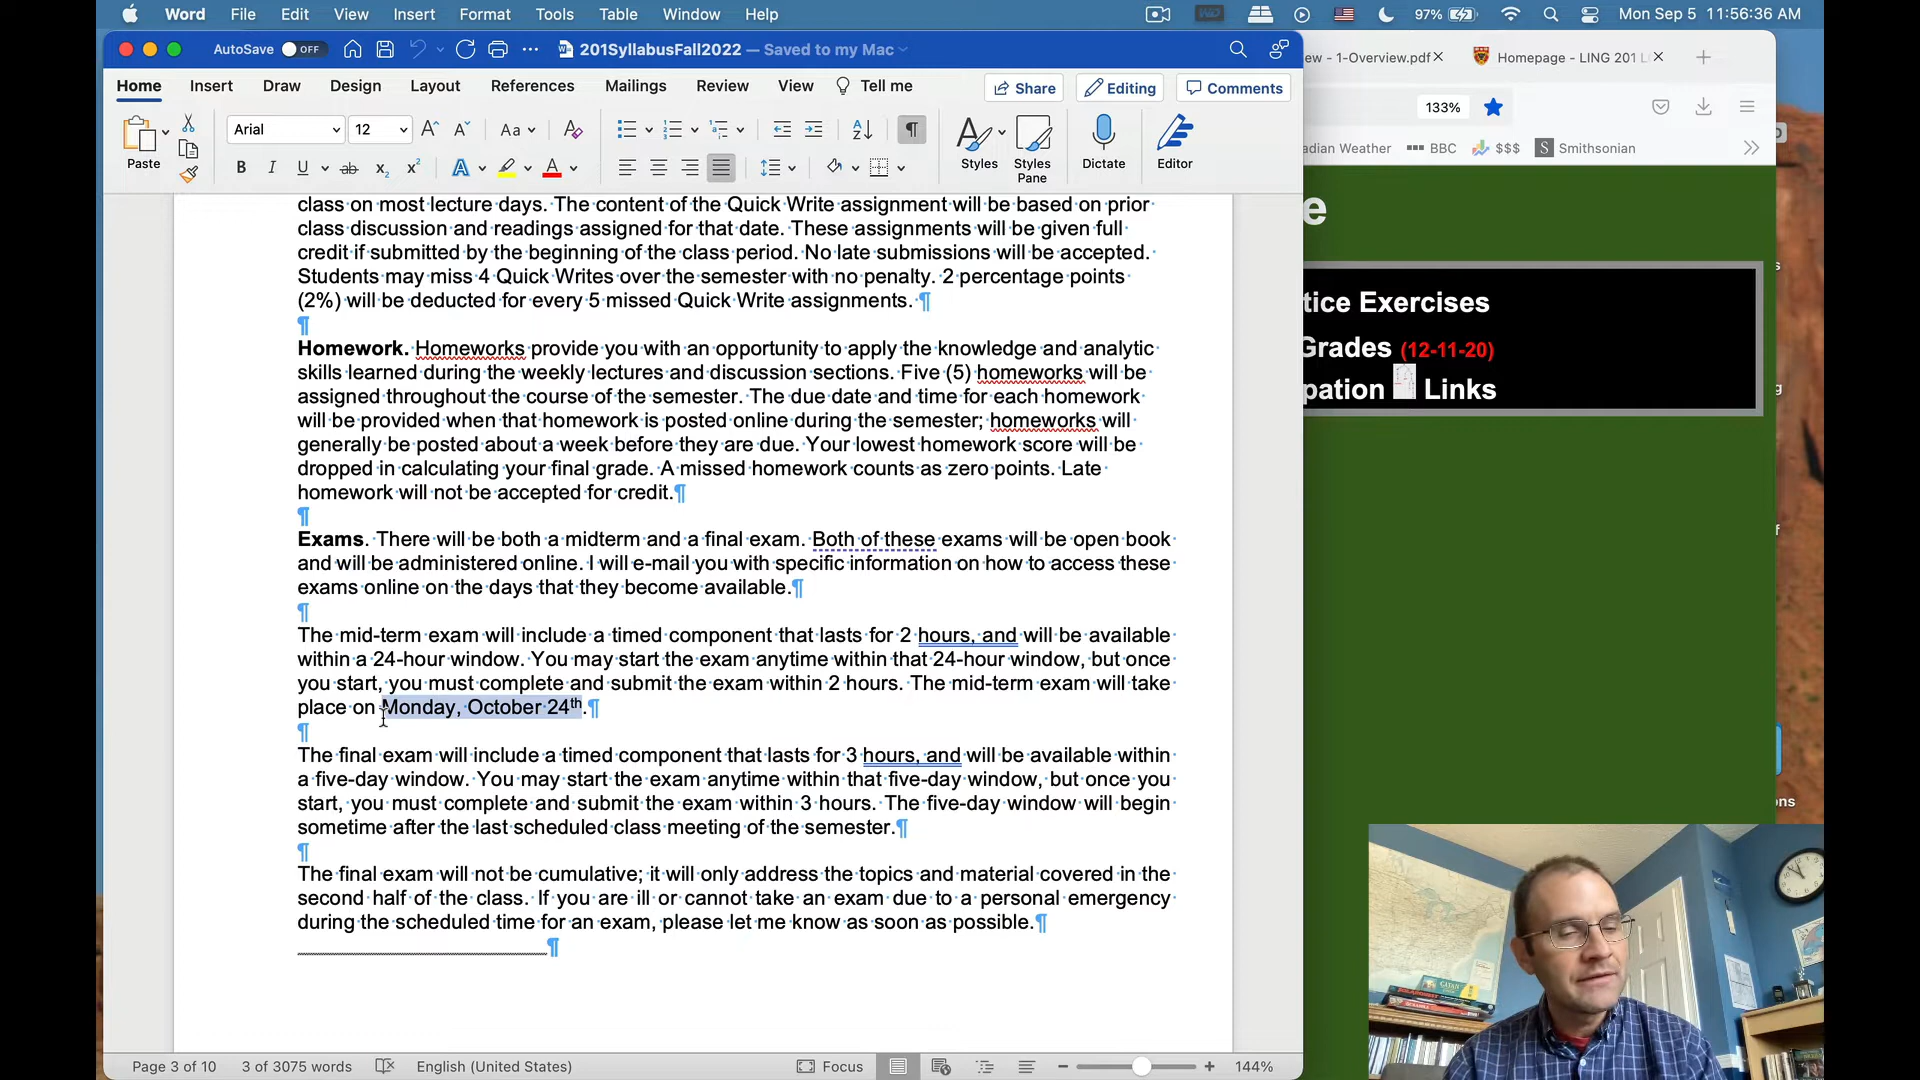 Word File Edit View Insert Format Tools Table Window Help
97% Mon Sep 5 11:56:36 AM
AutoSave OFF 201SyllabusFall2022 — Saved to my Mac
Home Insert Draw Design Layout References Mailings Review View Tell me Share Editing Comments
Paste Arial 12 Aa Styles Styles Pane Dictate Editor
class on most lecture days. The content of the Quick Write assignment will be based on prior
class discussion and readings assigned for that date. These assignments will be given full
credit if submitted by the beginning of the class period. No late submissions will be accepted.
Students may miss 4 Quick Writes over the semester with no penalty. 2 percentage points
(2%) will be deducted for every 5 missed Quick Write assignments. ¶
¶
Homework. Homeworks provide you with an opportunity to apply the knowledge and analytic
skills learned during the weekly lectures and discussion sections. Five (5) homeworks will be
assigned throughout the course of the semester. The due date and time for each homework
will be provided when that homework is posted online during the semester; homeworks will
generally be posted about a week before they are due. Your lowest homework score will be
dropped in calculating your final grade. A missed homework counts as zero points. Late
homework will not be accepted for credit.¶
¶
Exams. There will be both a midterm and a final exam. Both of these exams will be open book
and will be administered online. I will e-mail you with specific information on how to access these
exams online on the days that they become available.¶
¶
The mid-term exam will include a timed component that lasts for 2 hours, and will be available
within a 24-hour window. You may start the exam anytime within that 24-hour window, but once
you start, you must complete and submit the exam within 2 hours. The mid-term exam will take
place on Monday, October 24th.¶
¶
The final exam will include a timed component that lasts for 3 hours, and will be available within
a five-day window. You may start the exam anytime within that five-day window, but once you
start, you must complete and submit the exam within 3 hours. The five-day window will begin
sometime after the last scheduled class meeting of the semester.¶
¶
The final exam will not be cumulative; it will only address the topics and material covered in the
second half of the class. If you are ill or cannot take an exam due to a personal emergency
during the scheduled time for an exam, please let me know as soon as possible.¶
¶
Page 3 of 10 3 of 3075 words English (United States) Focus 144%
ew - 1-Overview.pdf Homepage - LING 201 L
133%
adian Weather BBC $$$ S Smithsonian
e
tice Exercises
Grades (12-11-20)
pation Links
ons
CATAN
SCRABBLE